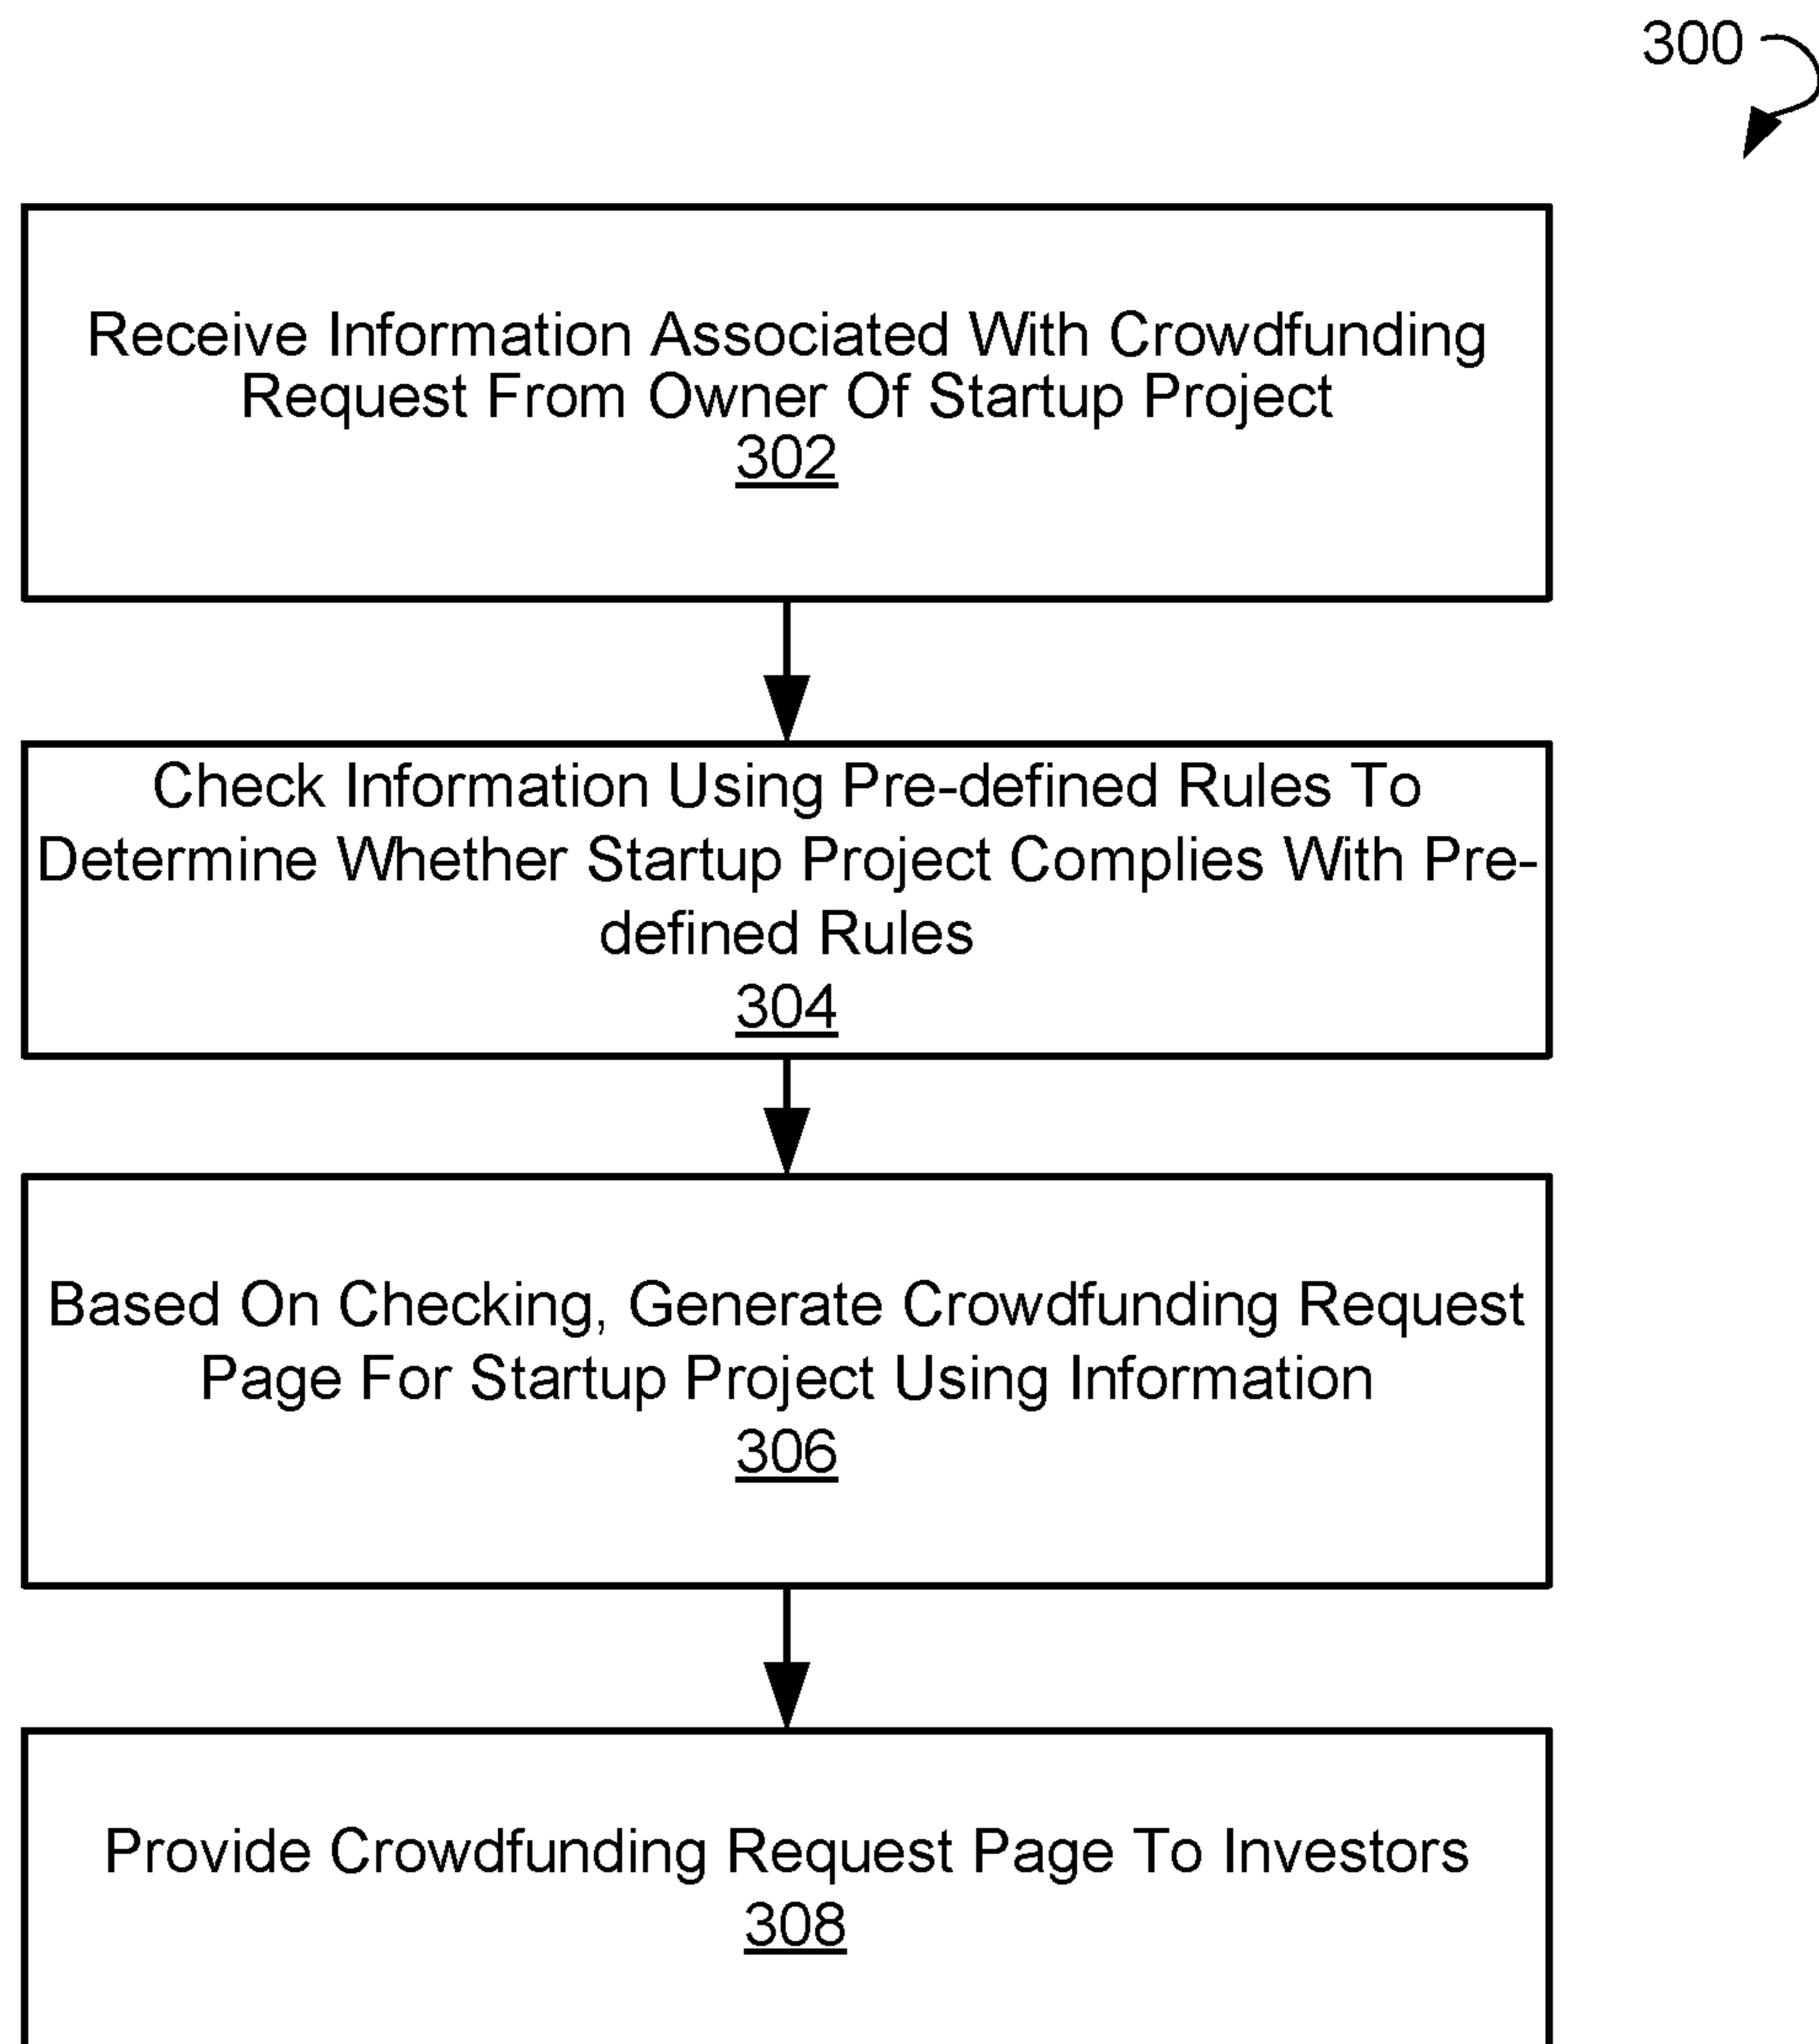 300
Receive Information Associated With Crowdfunding
Request From Owner Of Startup Project
302
Check Information Using Pre-defined Rules To
Determine Whether Startup Project Complies With Pre-
defined Rules
304
Based On Checking, Generate Crowdfunding Request
Page For Startup Project Using Information
306
Provide Crowdfunding Request Page To Investors
308